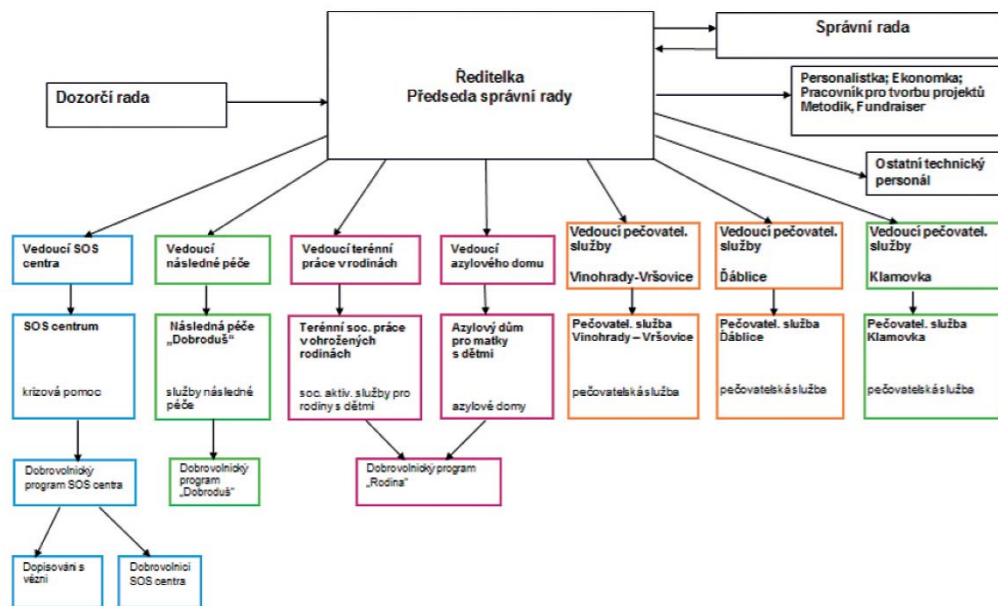 Správní rada
Ředitelka
Předseda správní rady
Dozorčí rada
Personalistka; Ekonomka;
Pracovník pro tvorbu projektů
Metodik, Fundraiser
Ostatní technický
personál
Vedoucí SOS
centra
Vedoucí
následné péče
Vedoucí terénní
práce v rodinách
Vedoucí
azylového domu
Vedoucí pečovatel.
služby
Vinohrady-Vršovice
Vedoucí pečovatel.
služby
Ďáblice
Vedoucí pečovatel.
služby
Klamovka
SOS centrum
krizová pomoc
Následná péče
„Dobroduš“
služby následné
péče
Terénní soc. práce
v ohrožených
rodinách
soc. aktiv. služby pro
rodiny s dětmi
Azylový dům
pro matky
s dětmi
azylové domy
Pečovatel. služba
Vinohrady – Vršovice
pečovatelská služba
Pečovatel. služba
Ďáblice
pečovatelská služba
Pečovatel. služba
Klamovka
pečovatelská služba
Dobrovolnický
program SOS centra
Dobrovolnický
program
„Dobroduš“
Dobrovolnický program
„Rodina“
Dopisování s
vězni
Dobrovolníci
SOS centra